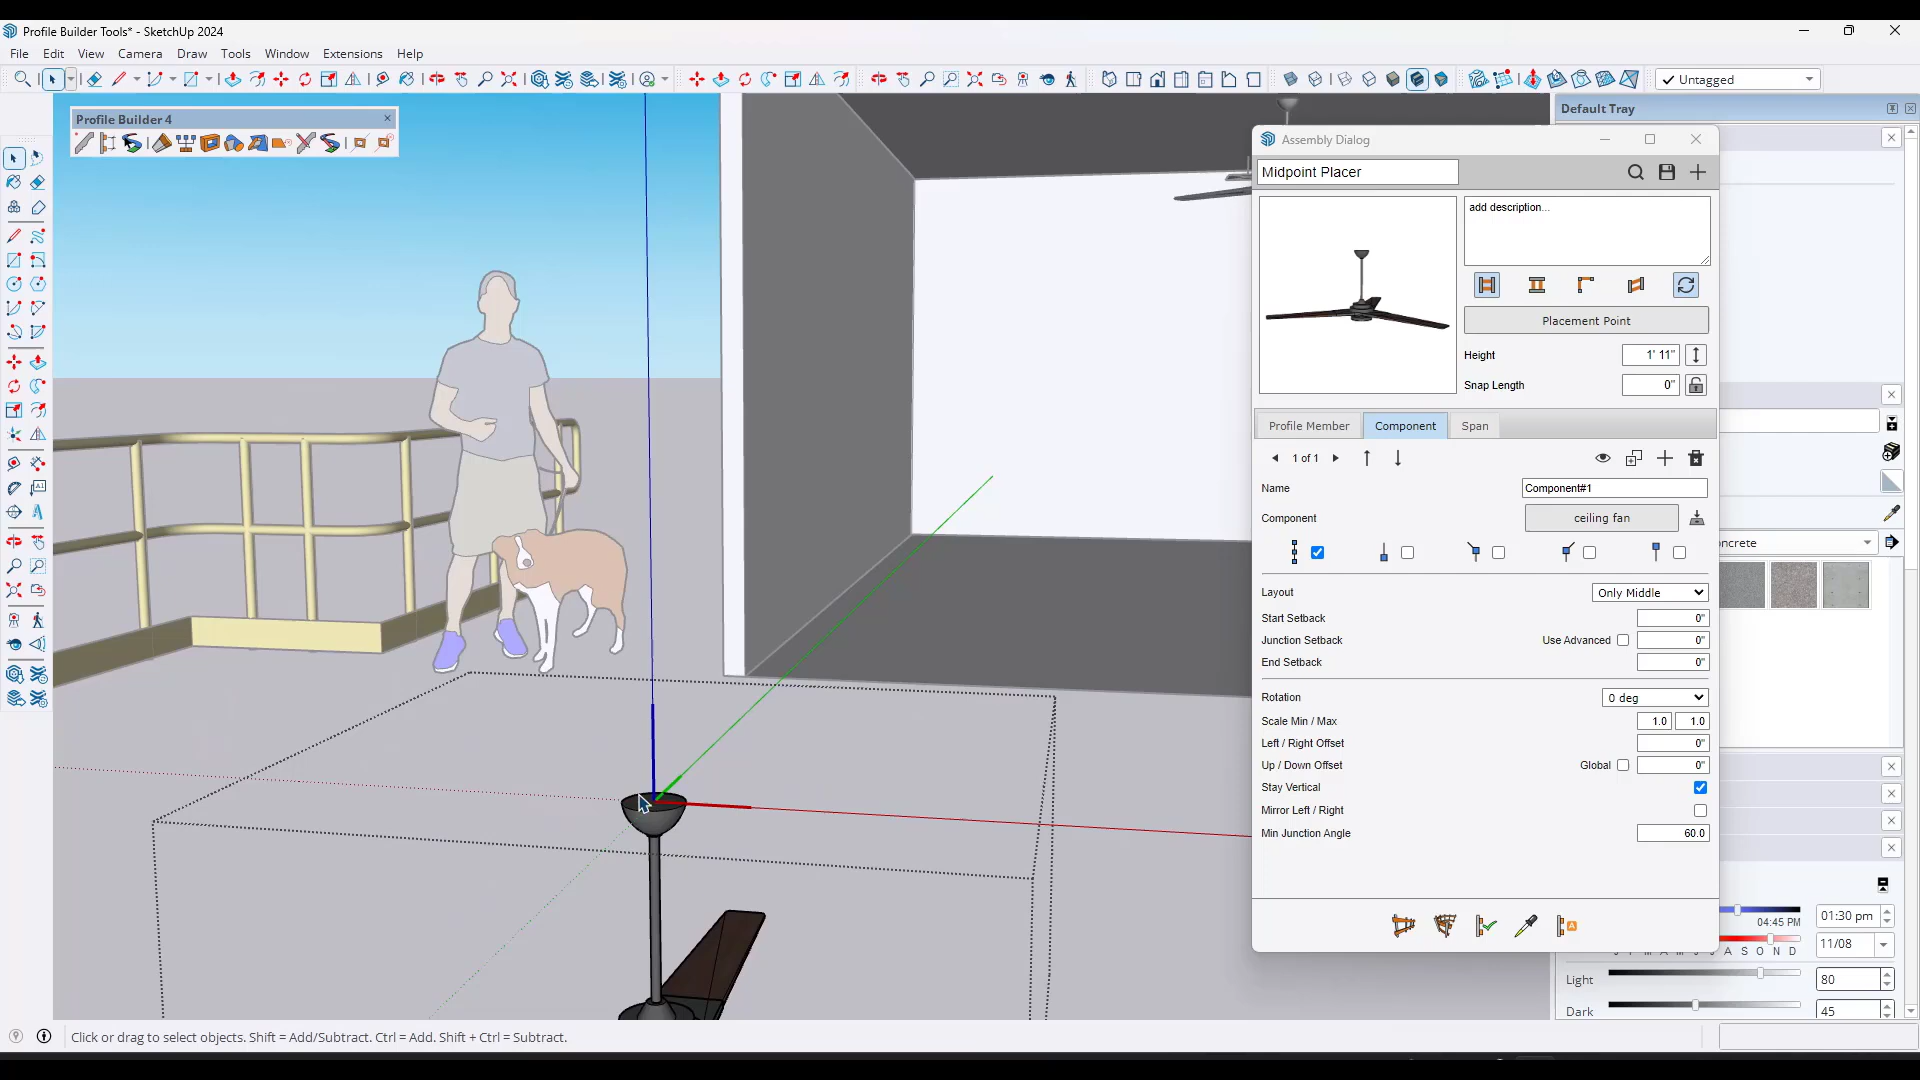 Profile Builder Tools* - SketchUp 2024
File Edit View Camera Draw Tools Window Extensions Help
Untagged
Profile Builder 4
Default Tray
Assembly Dialog
Midpoint Placer
add description...
Placement Point
Height 1' 11"
Snap Length 0"
Profile Member Component Span
1 of 1
Name Component#1
Component ceiling fan
Layout Only Middle
Start Setback 0"
Junction Setback Use Advanced 0"
End Setback 0"
Rotation 0 deg
Scale Min / Max 1.0 1.0
Left / Right Offset 0"
Up / Down Offset Global 0"
Stay Vertical
Mirror Left / Right
Min Junction Angle 60.0
oncrete
04:45 PM 01:30 pm
A S O N D 11/08
Light 80
Dark 45
Click or drag to select objects. Shift = Add/Subtract. Ctrl = Add. Shift + Ctrl = Subtract.